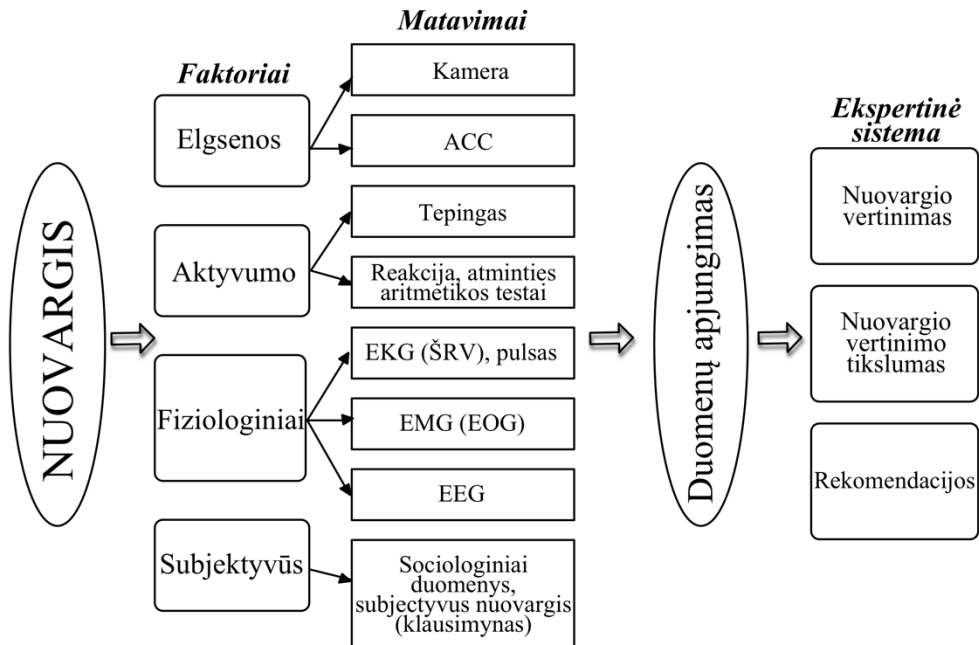 NUOVARGIS
Faktoriai
Elgsenos
Aktyvumo
Fiziologiniai
Subjektyvūs
Matavimai
Kamera
ACC
Tepingas
Reakcija, atminties
aritmetikos testai
EKG (ŠRV), pulsas
EMG (EOG)
EEG
Sociologiniai
duomenys,
subjectyvus nuovargis
(klausimynas)
Duomenų apjungimas
Ekspertinė
sistema
Nuovargio
vertinimas
Nuovargio
vertinimo
tikslumas
Rekomendacijos